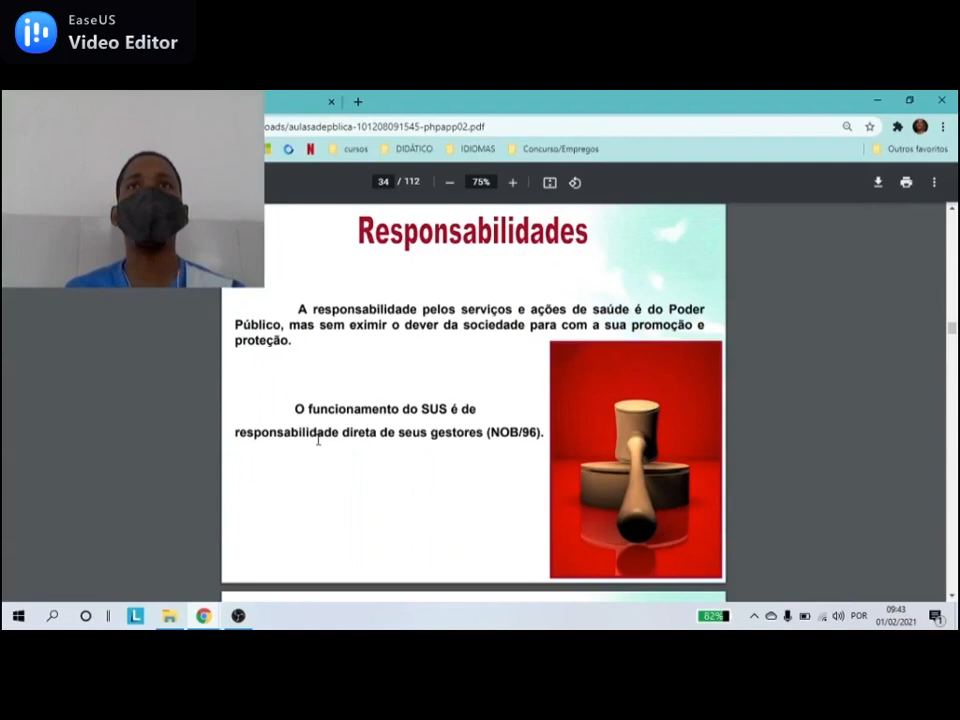 EaseUS
Video Editor
oads/aulasadepblica-101208091545-phpapp02.pdf
cursos DIDÁTICO IDIOMAS Concurso/Empregos Outros favoritos
34 / 112 75%
Responsabilidades
A responsabilidade pelos serviços e ações de saúde é do Poder
Público, mas sem eximir o dever da sociedade para com a sua promoção e
proteção.
O funcionamento do SUS é de
responsabilidade direta de seus gestores (NOB/96).
82% POR 09:43
01/02/2021